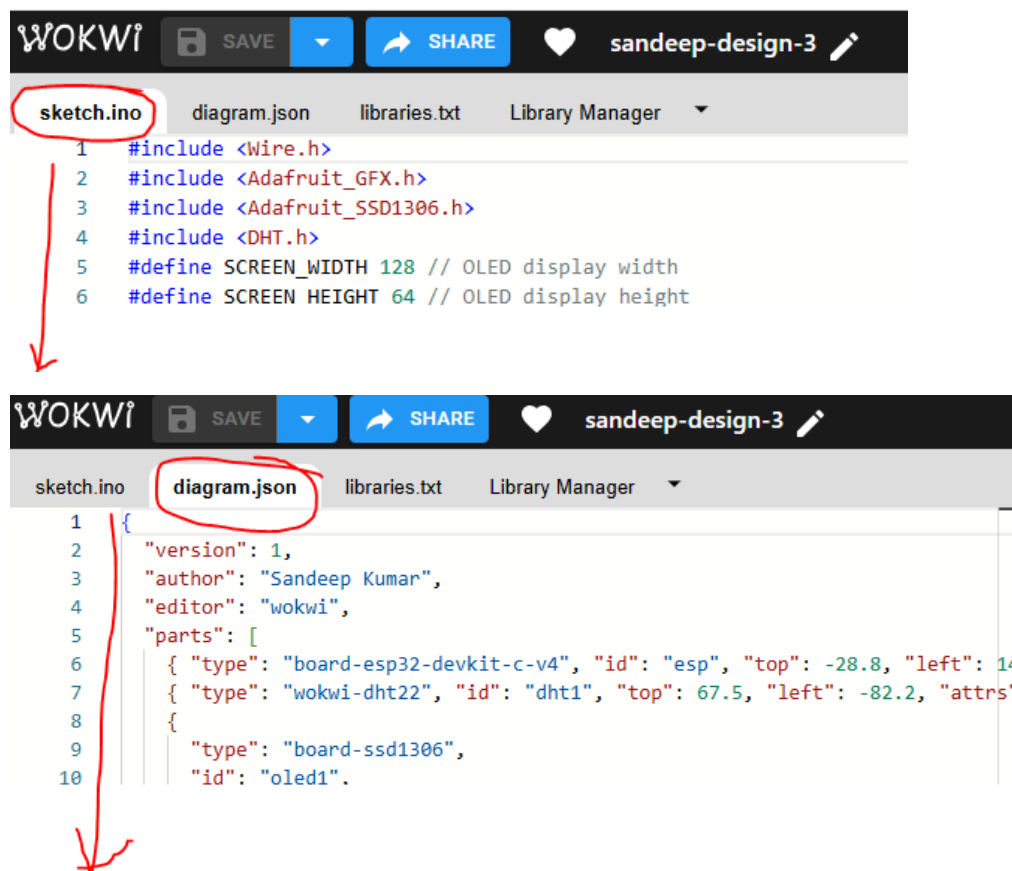 WOKWI SAVE SHARE sandeep-design-3
sketch.ino diagram.json libraries.txt Library Manager
1 #include <Wire.h>
2 #include <Adafruit_GFX.h>
3 #include <Adafruit_SSD1306.h>
4 #include <DHT.h>
5 #define SCREEN_WIDTH 128 // OLED display width
6 #define SCREEN HEIGHT 64 // OLED display height
WOKWI SAVE SHARE sandeep-design-3
sketch.ino diagram.json libraries.txt Library Manager
1 {
2 "version": 1,
3 "author": "Sandeep Kumar",
4 "editor": "wokwi",
5 "parts": [
6 { "type": "board-esp32-devkit-c-v4", "id": "esp", "top": -28.8, "left":
7 { "type": "wokwi-dht22", "id": "dht1", "top": 67.5, "left": -82.2, "attrs"
8 {
9 "type": "board-ssd1306",
10 "id": "oled1".